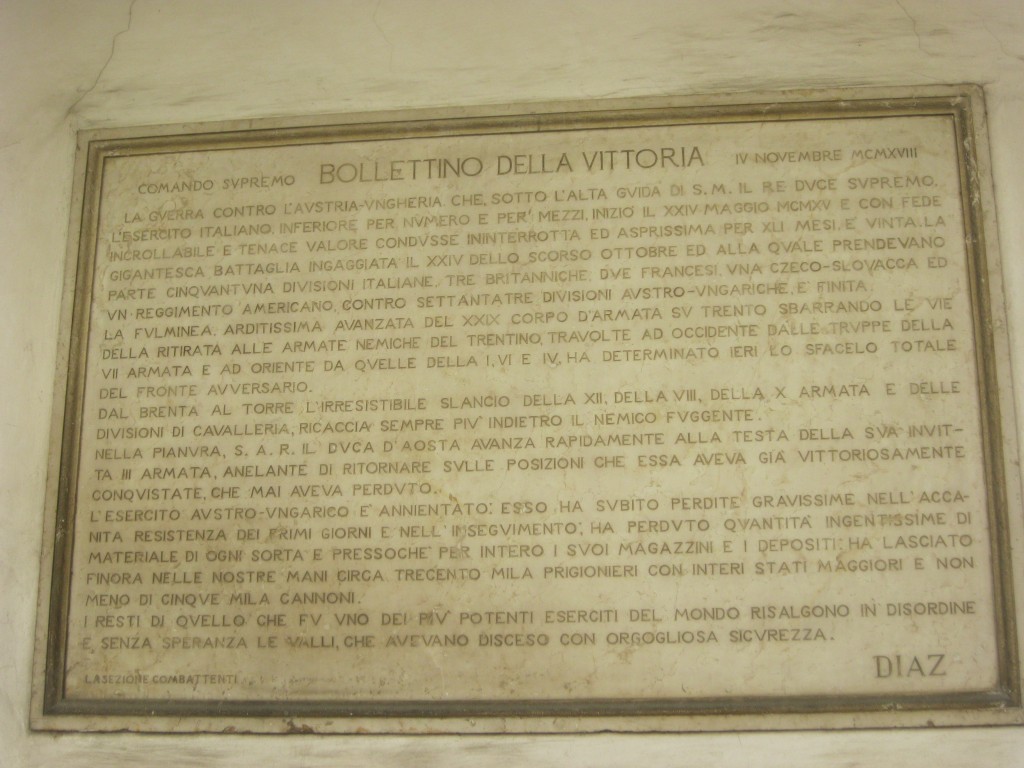 COMANDO SVPREMO BOLLETTINO DELLA VITTORIA IV NOVEMBRE MCMXVIII
LA GVERRA CONTRO L'AVSTRIA-VNGHERIA CHE, SOTTO L'ALTA GVIDA DI S.M. IL RE DVCE SVPREMO,
L'ESERCITO ITALIANO, INFERIORE PER NVMERO E PER MEZZI, INIZIO' IL XXIV MAGGIO MCMXV E CON FEDE
INCROLLABILE E TENACE VALORE CONDVSSE ININTERROTTA ED ASPRISSIMA PER XLI MESI, E' VINTA. LA
GIGANTESCA BATTAGLIA INGAGGIATA IL XXIV DELLO SCORSO OTTOBRE ED ALLA QVALE PRENDEVANO
PARTE CINQVANTVNA DIVISIONI ITALIANE, TRE BRITANNICHE, DVE FRANCESI, VNA CZECO-SLOVACCA ED
VN REGGIMENTO AMERICANO, CONTRO SETTANTATRE DIVISIONI AVSTRO-VNGARICHE, E' FINITA.
LA FVLMINEA, ARDITISSIMA AVANZATA DEL XXIX CORPO D'ARMATA SV TRENTO SBARRANDO LE VIE
DELLA RITIRATA ALLE ARMATE NEMICHE DEL TRENTINO, TRAVOLTE AD OCCIDENTE DALLE TRVPPE DELLA
VII ARMATA E AD ORIENTE DA QVELLE DELLA I, VI E IV, HA DETERMINATO IERI LO SFACELO TOTALE
DEL FRONTE AVVERSARIO.
DAL BRENTA AL TORRE L'IRRESISTIBILE SLANCIO DELLA XII, DELLA VIII, DELLA X ARMATA E DELLE
DIVISIONI DI CAVALLERIA, RICACCIA SEMPRE PIV' INDIETRO IL NEMICO FVGGENTE.
NELLA PIANVRA, S. A. R. IL DVCA D'AOSTA AVANZA RAPIDAMENTE ALLA TESTA DELLA SVA INVIT-
TA III ARMATA, ANELANTE DI RITORNARE SVLLE POSIZIONI CHE ESSA AVEVA GIA' VITTORIOSAMENTE
CONQVISTATE, CHE MAI AVEVA PERDVTO.
L'ESERCITO AVSTRO-VNGARICO E' ANNIENTATO: ESSO HA SVBITO PERDITE GRAVISSIME NELL'ACCA-
NITA RESISTENZA DEI PRIMI GIORNI E NELL'INSEGVIMENTO; HA PERDVTO QVANTITA' INGENTISSIME DI
MATERIALE DI OGNI SORTA E PRESSOCHE' PER INTERO I SVOI MAGAZZINI E I DEPOSITI: HA LASCIATO
FINORA NELLE NOSTRE MANI CIRCA TRECENTO MILA PRIGIONIERI CON INTERI STATI MAGGIORI E NON
MENO DI CINQVE MILA CANNONI.
I RESTI DI QVELLO CHE FV VNO DEI PIV' POTENTI ESERCITI DEL MONDO RISALGONO IN DISORDINE
E SENZA SPERANZA LE VALLI, CHE AVEVANO DISCESO CON ORGOGLIOSA SICVREZZA.
DIAZ
LA SEZIONE COMBATTENTI